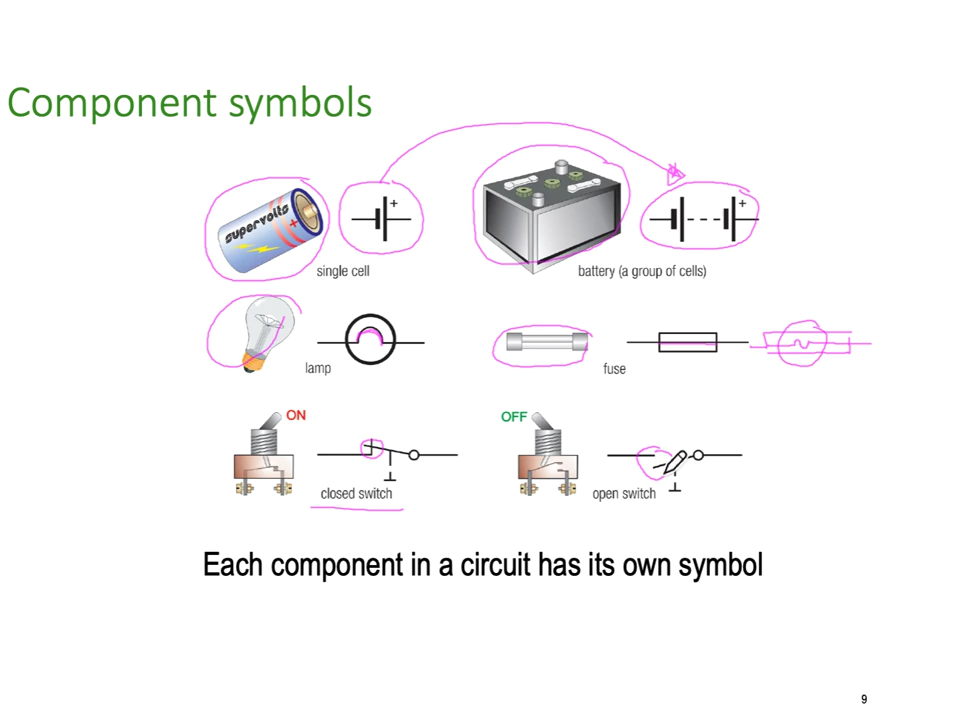 Component symbols
supervolts
+
+
+
single cell
battery (a group of cells)
lamp
fuse
ON
OFF
closed switch
open switch
Each component in a circuit has its own symbol
9